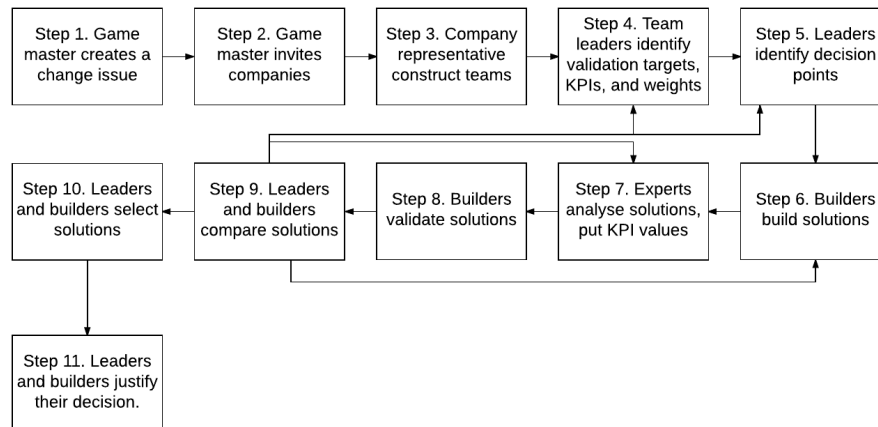 Step 1. Game
master creates a
change issue
Step 2. Game
master invites
companies
Step 3. Company
representative
construct teams
Step 4. Team
leaders identify
validation targets,
KPIs, and weights
Step 5. Leaders
identify decision
points
Step 10. Leaders
and builders select
solutions
Step 9. Leaders
and builders
compare solutions
Step 8. Builders
validate solutions
Step 7. Experts
analyse solutions,
put KPI values
Step 6. Builders
build solutions
Step 11. Leaders
and builders justify
their decision.